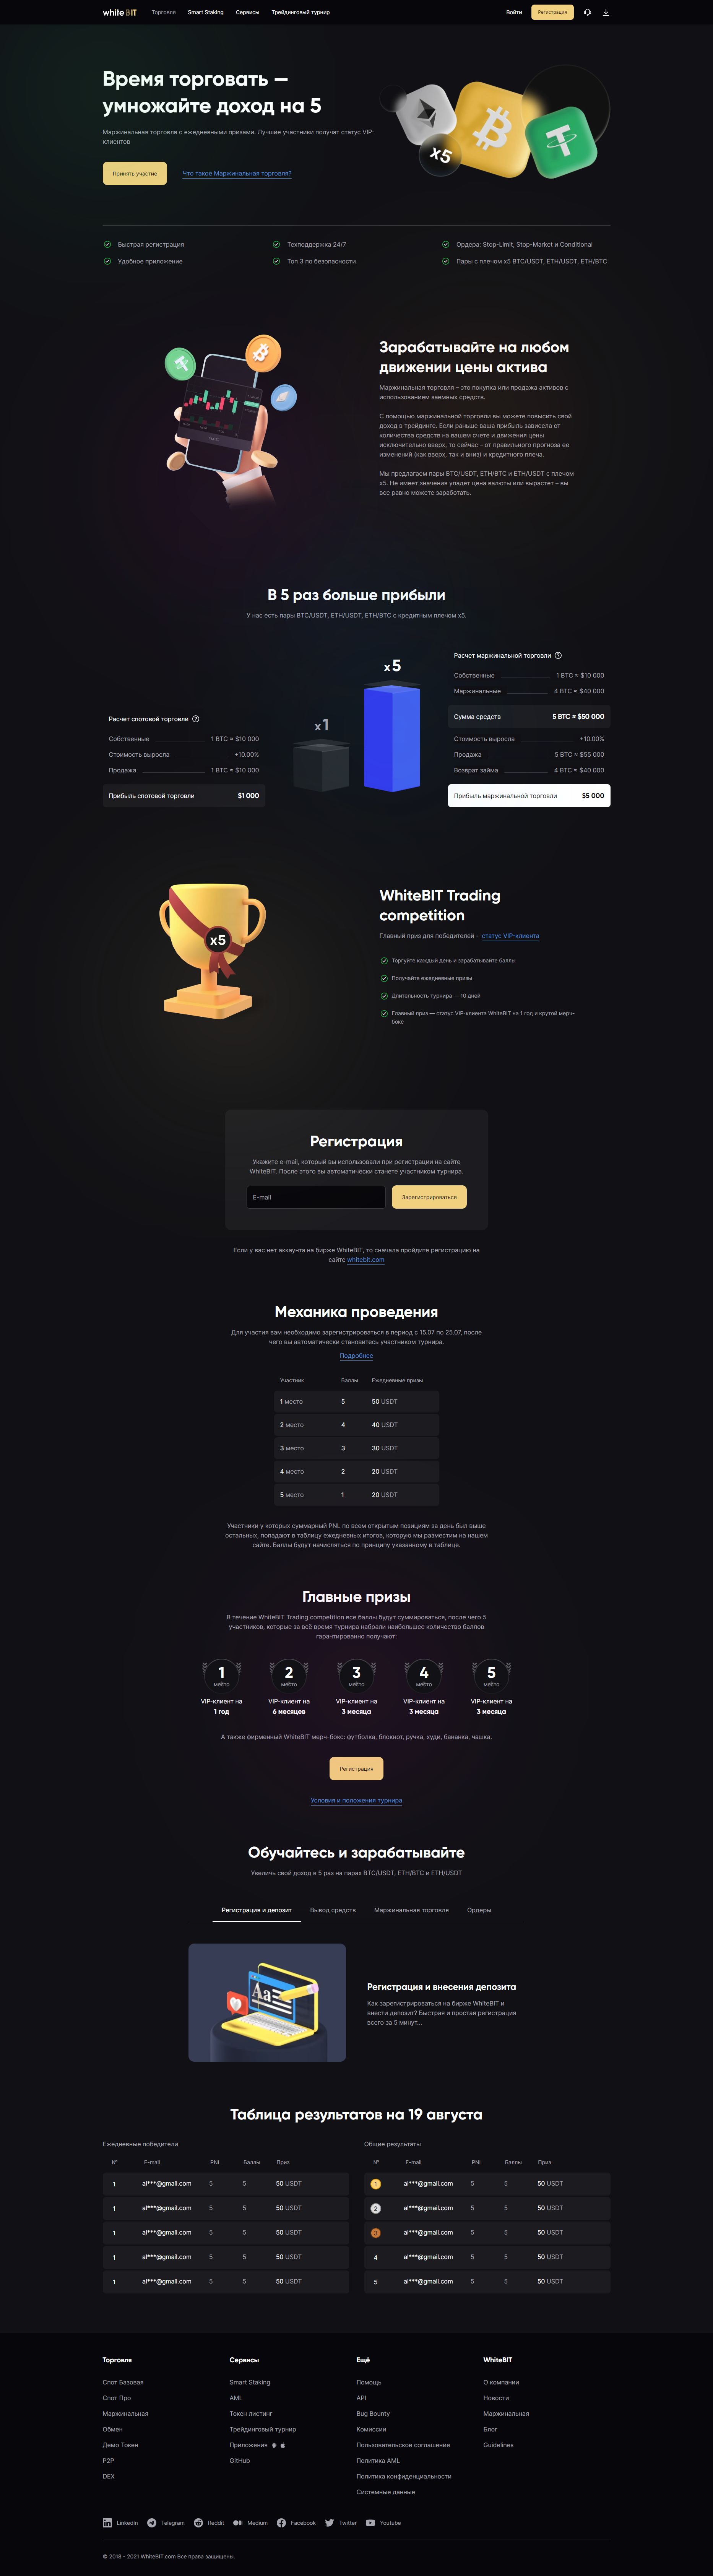 whiteBIT
Торговля
Smart Staking
Сервисы
Трейдинговый турнир
Войти
Регистрация
Время торговать —
умножайте доход на 5
Маржинальная торговля с ежедневными призами. Лучшие участники получат статус VIP-
клиентов
Принять участие
Что такое Маржинальная торговля?
x5
Быстрая регистрация
Техподдержка 24/7
Ордера: Stop-Limit, Stop-Market и Conditional
Удобное приложение
Топ 3 по безопасности
Пары с плечом x5 BTC/USDT, ETH/USDT, ETH/BTC
Зарабатывайте на любом
движении цены актива
Маржинальная торговля – это покупка или продажа активов с
использованием заемных средств.
С помощью маржинальной торговли вы можете повысить свой
доход в трейдинге. Если раньше ваша прибыль зависела от
количества средств на вашем счете и движения цены
исключительно вверх, то сейчас – от правильного прогноза ее
изменений (как вверх, так и вниз) и кредитного плеча.
Мы предлагаем пары BTC/USDT, ETH/BTC и ETH/USDT с плечом
x5. Не имеет значения упадет цена валюты или вырастет – вы
все равно можете заработать.
В 5 раз больше прибыли
У нас есть пары BTC/USDT, ETH/USDT, ETH/BTC с кредитным плечом x5.
Расчет спотовой торговли
Собственные 1 BTC ≈ $10 000
Стоимость выросла +10.00%
Продажа 1 BTC ≈ $10 000
Прибыль спотовой торговли $1 000
x1
x5
Расчет маржинальной торговли
Собственные 1 BTC ≈ $10 000
Маржинальные 4 BTC ≈ $40 000
Сумма средств 5 BTC ≈ $50 000
Стоимость выросла +10.00%
Продажа 5 BTC ≈ $55 000
Возврат займа 4 BTC ≈ $40 000
Прибыль маржинальной торговли $5 000
x5
WhiteBIT Trading
competition
Главный приз для победителей - статус VIP-клиента
Торгуйте каждый день и зарабатывайте баллы
Получайте ежедневные призы
Длительность турнира — 10 дней
Главный приз — статус VIP-клиента WhiteBIT на 1 год и крутой мерч-
бокс
Регистрация
Укажите e-mail, который вы использовали при регистрации на сайте
WhiteBIT. После этого вы автоматически станете участником турнира.
E-mail
Зарегистрироваться
Если у вас нет аккаунта на бирже WhiteBIT, то сначала пройдите регистрацию на
сайте whitebit.com
Механика проведения
Для участия вам необходимо зарегистрироваться в период с 15.07 по 25.07, после
чего вы автоматически становитесь участником турнира.
Подробнее
Участник Баллы Ежедневные призы
1 место 5 50 USDT
2 место 4 40 USDT
3 место 3 30 USDT
4 место 2 20 USDT
5 место 1 20 USDT
Участники у которых суммарный PNL по всем открытым позициям за день был выше
остальных, попадают в таблицу ежедневных итогов, которую мы разместим на нашем
сайте. Баллы будут начисляться по принципу указанному в таблице.
Главные призы
В течение WhiteBIT Trading competition все баллы будут суммироваться, после чего 5
участников, которые за всё время турнира набрали наибольшее количество баллов
гарантированно получают:
1 2 3 4 5
место место место место место
VIP-клиент на VIP-клиент на VIP-клиент на VIP-клиент на VIP-клиент на
1 год 6 месяцев 3 месяца 3 месяца 3 месяца
А также фирменный WhiteBIT мерч-бокс: футболка, блокнот, ручка, худи, бананка, чашка.
Регистрация
Условия и положения турнира
Обучайтесь и зарабатывайте
Увеличь свой доход в 5 раз на парах BTC/USDT, ETH/BTC и ETH/USDT
Регистрация и депозит
Вывод средств
Маржинальная торговля
Ордеры
Aa
Регистрация и внесения депозита
Как зарегистрироваться на бирже WhiteBIT и
внести депозит? Быстрая и простая регистрация
всего за 5 минут...
Таблица результатов на 19 августа
Ежедневные победители
№ E-mail PNL Баллы Приз
1 al***@gmail.com 5 5 50 USDT
1 al***@gmail.com 5 5 50 USDT
1 al***@gmail.com 5 5 50 USDT
1 al***@gmail.com 5 5 50 USDT
1 al***@gmail.com 5 5 50 USDT
Общие результаты
№ E-mail PNL Баллы Приз
1 al***@gmail.com 5 5 50 USDT
2 al***@gmail.com 5 5 50 USDT
3 al***@gmail.com 5 5 50 USDT
4 al***@gmail.com 5 5 50 USDT
5 al***@gmail.com 5 5 50 USDT
Торговля
Спот Базовая
Спот Про
Маржинальная
Обмен
Демо Токен
P2P
DEX
Сервисы
Smart Staking
AML
Токен листинг
Трейдинговый турнир
Приложения
GitHub
Ещё
Помощь
API
Bug Bounty
Комиссии
Пользовательское соглашение
Политика AML
Политика конфиденциальности
Системные данные
WhiteBIT
О компании
Новости
Маржинальная
Блог
Guidelines
LinkedIn
Telegram
Reddit
Medium
Facebook
Twitter
Youtube
© 2018 – 2021 WhiteBIT.com Все права защищены.